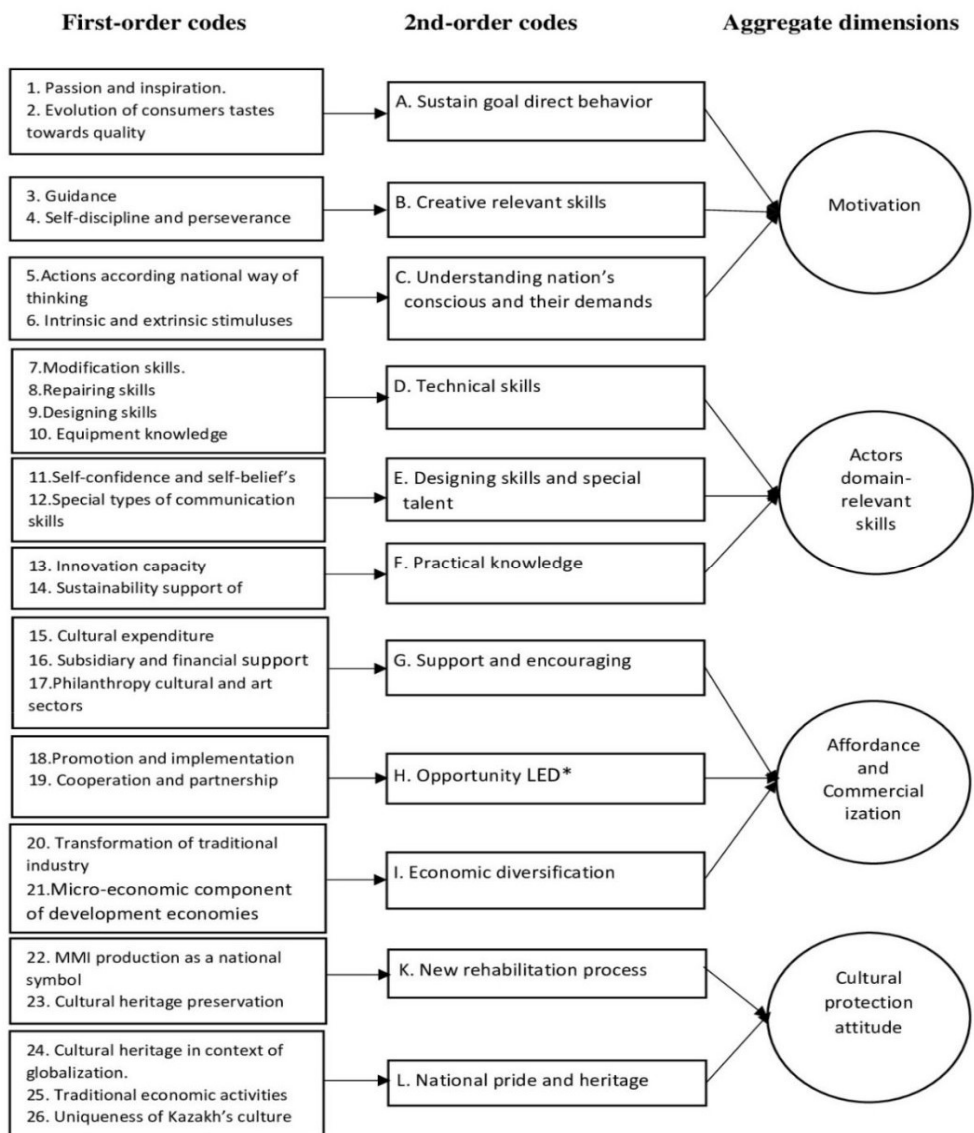 First-order codes
2nd-order codes
Aggregate dimensions
1. Passion and inspiration.
2. Evolution of consumers tastes
towards quality
A. Sustain goal direct behavior
3. Guidance
4. Self-discipline and perseverance
B. Creative relevant skills
Motivation
5.Actions according national way of
thinking
6. Intrinsic and extrinsic stimuluses
C. Understanding nation's
conscious and their demands
7.Modification skills.
8.Repairing skills
9.Designing skills
10. Equipment knowledge
D. Technical skills
11.Self-confidence and self-belief's
12.Special types of communication
skills
E. Designing skills and special
talent
Actors
domain-
relevant
skills
13. Innovation capacity
14. Sustainability support of
F. Practical knowledge
15. Cultural expenditure
16. Subsidiary and financial support
17.Philanthropy cultural and art
sectors
G. Support and encouraging
18.Promotion and implementation
19. Cooperation and partnership
H. Opportunity LED*
Affordance
and
Commercial
ization
20. Transformation of traditional
industry
21.Micro-economic component
of development economies
I. Economic diversification
22. MMI production as a national
symbol
23. Cultural heritage preservation
K. New rehabilitation process
Cultural
protection
attitude
24. Cultural heritage in context of
globalization.
25. Traditional economic activities
26. Uniqueness of Kazakh's culture
L. National pride and heritage